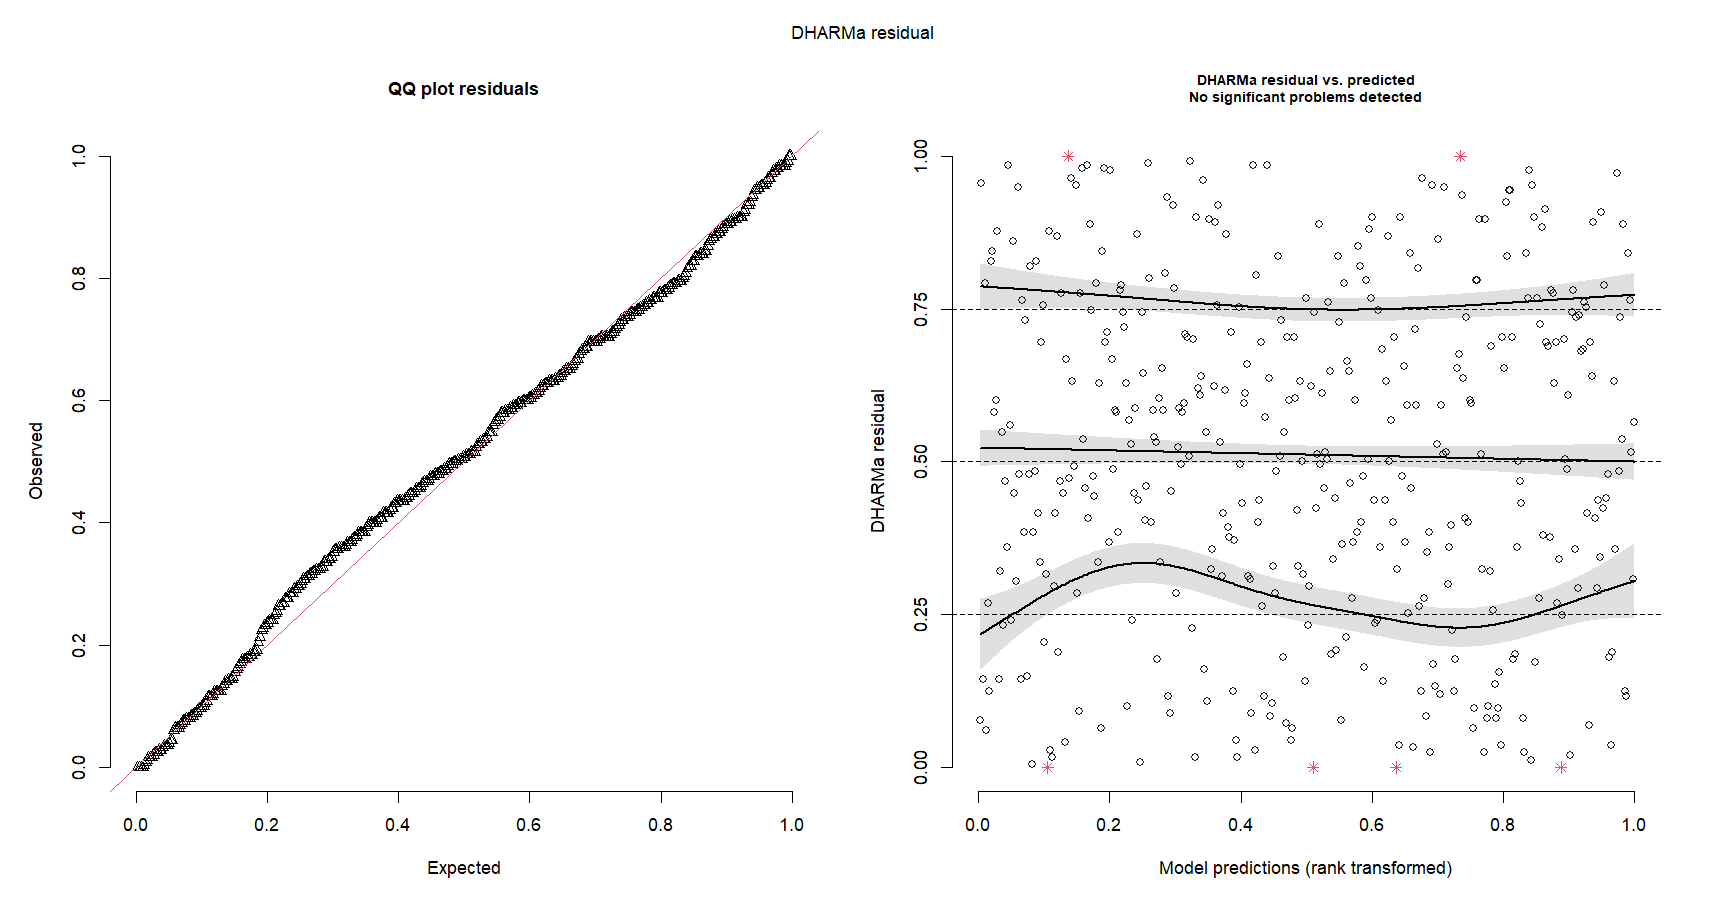 DHARMa residual
QQ plot residuals
Observed
0.0 0.2 0.4 0.6 0.8 1.0
0.0 0.2 0.4 0.6 0.8 1.0
Expected
DHARMa residual vs. predicted
No significant problems detected
DHARMa residual
0.00 0.25 0.50 0.75 1.00
0.0 0.2 0.4 0.6 0.8 1.0
Model predictions (rank transformed)